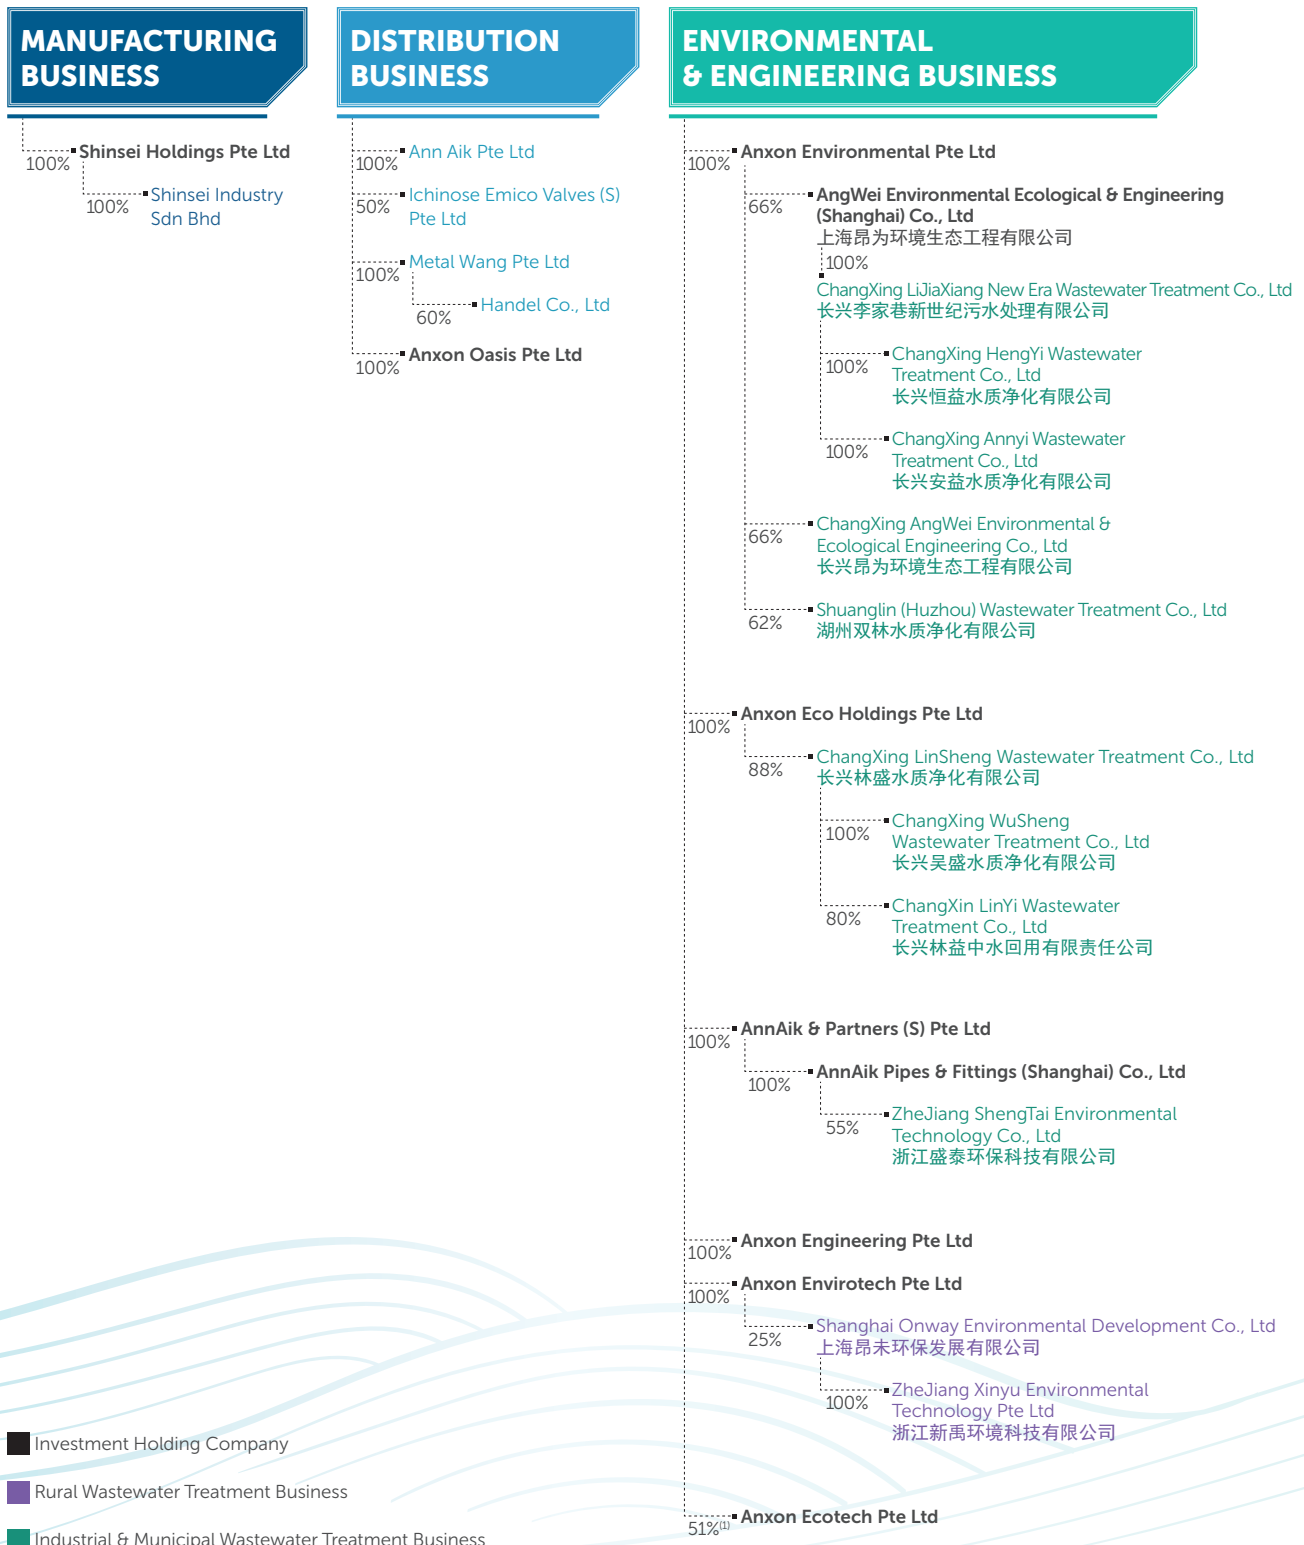 MANUFACTURING
BUSINESS
100%
Shinsei Holdings Pte Ltd
100%
Shinsei Industry
Sdn Bhd
DISTRIBUTION
BUSINESS
100%
Ann Aik Pte Ltd
50%
Ichinose Emico Valves (S)
Pte Ltd
100%
Metal Wang Pte Ltd
60%
Handel Co., Ltd
100%
Anxon Oasis Pte Ltd
ENVIRONMENTAL
& ENGINEERING BUSINESS
100%
Anxon Environmental Pte Ltd
66%
AngWei Environmental Ecological & Engineering
(Shanghai) Co., Ltd
上海昂为环境生态工程有限公司
100%
ChangXing LiJiaXiang New Era Wastewater Treatment Co., Ltd
长兴李家巷新世纪污水处理有限公司
100%
ChangXing HengYi Wastewater
Treatment Co., Ltd
长兴恒益水质净化有限公司
100%
ChangXing Annyi Wastewater
Treatment Co., Ltd
长兴安益水质净化有限公司
66%
ChangXing AngWei Environmental &
Ecological Engineering Co., Ltd
长兴昂为环境生态工程有限公司
62%
Shuanglin (Huzhou) Wastewater Treatment Co., Ltd
湖州双林水质净化有限公司
100%
Anxon Eco Holdings Pte Ltd
88%
ChangXing LinSheng Wastewater Treatment Co., Ltd
长兴林盛水质净化有限公司
100%
ChangXing WuSheng
Wastewater Treatment Co., Ltd
长兴吴盛水质净化有限公司
80%
ChangXin LinYi Wastewater
Treatment Co., Ltd
长兴林益中水回用有限责任公司
100%
AnnAik & Partners (S) Pte Ltd
100%
AnnAik Pipes & Fittings (Shanghai) Co., Ltd
55%
ZheJiang ShengTai Environmental
Technology Co., Ltd
浙江盛泰环保科技有限公司
100%
Anxon Engineering Pte Ltd
100%
Anxon Envirotech Pte Ltd
25%
Shanghai Onway Environmental Development Co., Ltd
上海昂未环保发展有限公司
100%
ZheJiang Xinyu Environmental
Technology Pte Ltd
浙江新禹环境科技有限公司
51%(1)
Anxon Ecotech Pte Ltd
Investment Holding Company
Rural Wastewater Treatment Business
Industrial & Municipal Wastewater Treatment Business